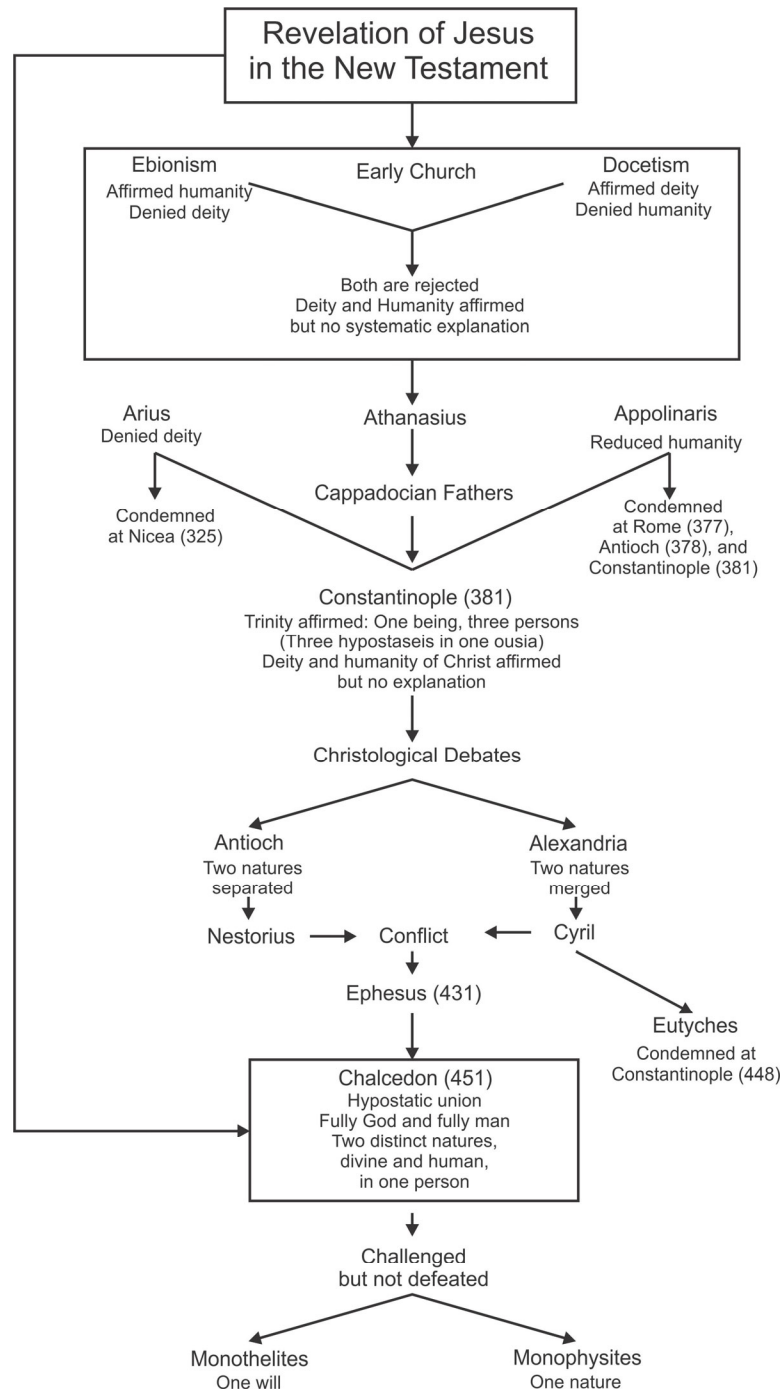 Revelation of Jesus
in the New Testament
Ebionism
Affirmed humanity
Denied deity
Early Church
Docetism
Affirmed deity
Denied humanity
Both are rejected
Deity and Humanity affirmed
but no systematic explanation
Arius
Denied deity
Athanasius
Appolinaris
Reduced humanity
Condemned
at Nicea (325)
Cappadocian Fathers
Condemned
at Rome (377),
Antioch (378), and
Constantinople (381)
Constantinople (381)
Trinity affirmed: One being, three persons
(Three hypostaseis in one ousia)
Deity and humanity of Christ affirmed
but no explanation
Christological Debates
Antioch
Two natures
separated
Alexandria
Two natures
merged
Nestorius
Conflict
Cyril
Ephesus (431)
Eutyches
Condemned at
Constantinople (448)
Chalcedon (451)
Hypostatic union
Fully God and fully man
Two distinct natures,
divine and human,
in one person
Challenged
but not defeated
Monothelites
One will
Monophysites
One nature